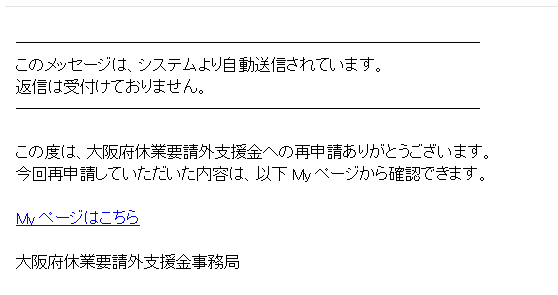 このメッセージは、システムより自動送信されています。
返信は受付けておりません。
この度は、大阪府休業要請外支援金への再申請ありがとうございます。
今回再申請していただいた内容は、以下 My ページから確認できます。
My ページはこちら
大阪府休業要請外支援金事務局